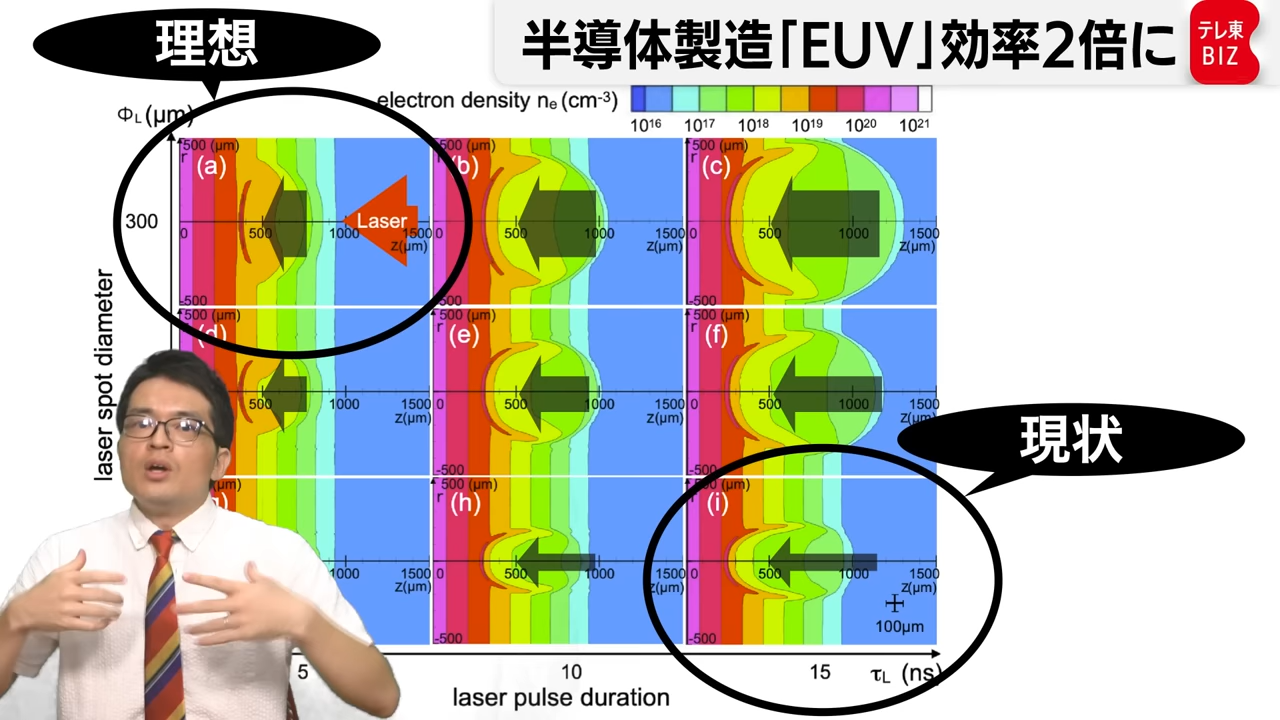 理想
半導体製造「EUV」効率2倍に
テレ東
BIZ
electron density nₑ (cm⁻³)
10¹⁶ 10¹⁷ 10¹⁸ 10¹⁹ 10²⁰ 10²¹
ΦL (μm)
500 (μm)
r
(a)
Laser
0 500 1000 1500
z(μm)
-500
500 (μm)
r
(b)
0 500 1000 1500
z(μm)
-500
500 (μm)
r
(c)
0 500 1000 1500
z(μm)
-500
300
laser spot diameter
500 (μm)
(d)
500 1000
z(μm)
500 (μm)
r
(e)
0 500 1000 1500
z(μm)
-500
500 (μm)
r
(f)
0 500 1000 1500
z(μm)
-500
現状
(μm)
1000 1500
z(μm)
500 (μm)
r
(h)
0 500 1000 1500
z(μm)
-500
500 (μm)
r
(i)
0 500 1000 1500
z(μm)
100μm
-500
5 10 15 τL (ns)
laser pulse duration